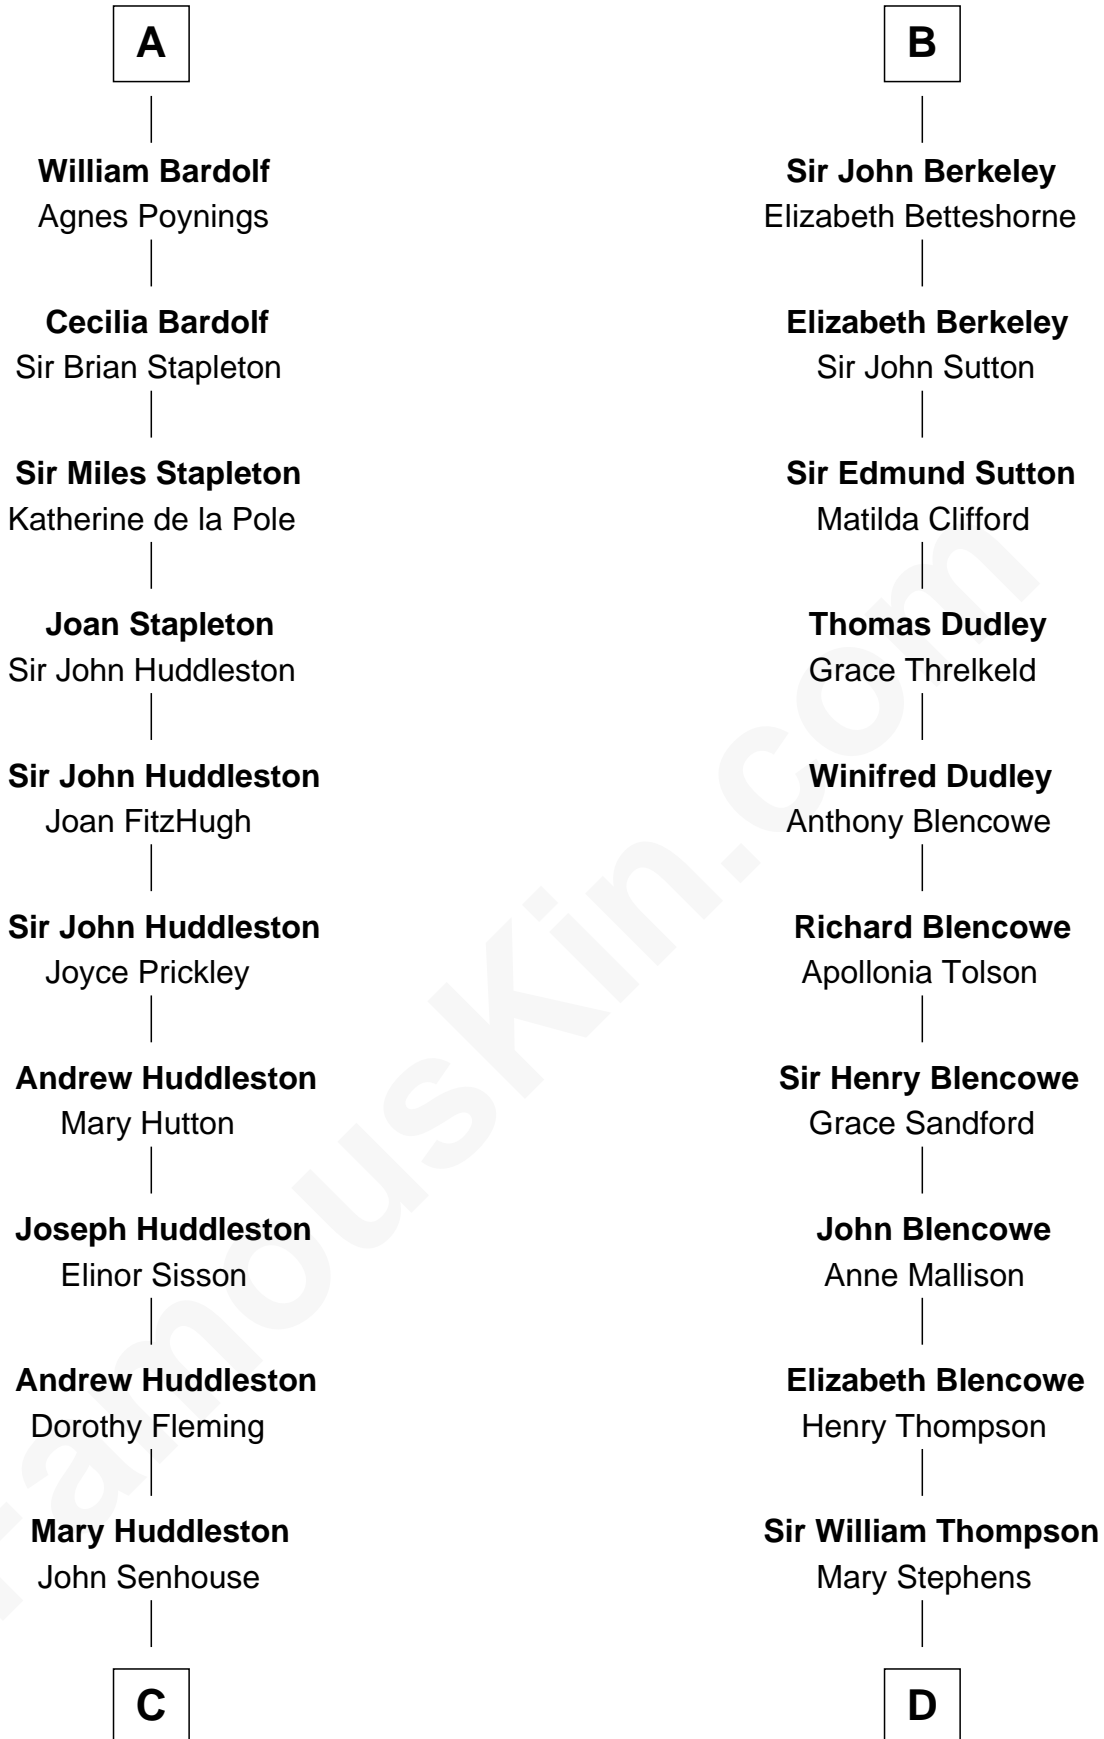 A
William Bardolf
Agnes Poynings
Cecilia Bardolf
Sir Brian Stapleton
Sir Miles Stapleton
Katherine de la Pole
Joan Stapleton
Sir John Huddleston
Sir John Huddleston
Joan FitzHugh
Sir John Huddleston
Joyce Prickley
Andrew Huddleston
Mary Hutton
Joseph Huddleston
Elinor Sisson
Andrew Huddleston
Dorothy Fleming
Mary Huddleston
John Senhouse
C
B
Sir John Berkeley
Elizabeth Betteshorne
Elizabeth Berkeley
Sir John Sutton
Sir Edmund Sutton
Matilda Clifford
Thomas Dudley
Grace Threlkeld
Winifred Dudley
Anthony Blencowe
Richard Blencowe
Apollonia Tolson
Sir Henry Blencowe
Grace Sandford
John Blencowe
Anne Mallison
Elizabeth Blencowe
Henry Thompson
Sir William Thompson
Mary Stephens
D
FamousKin.com